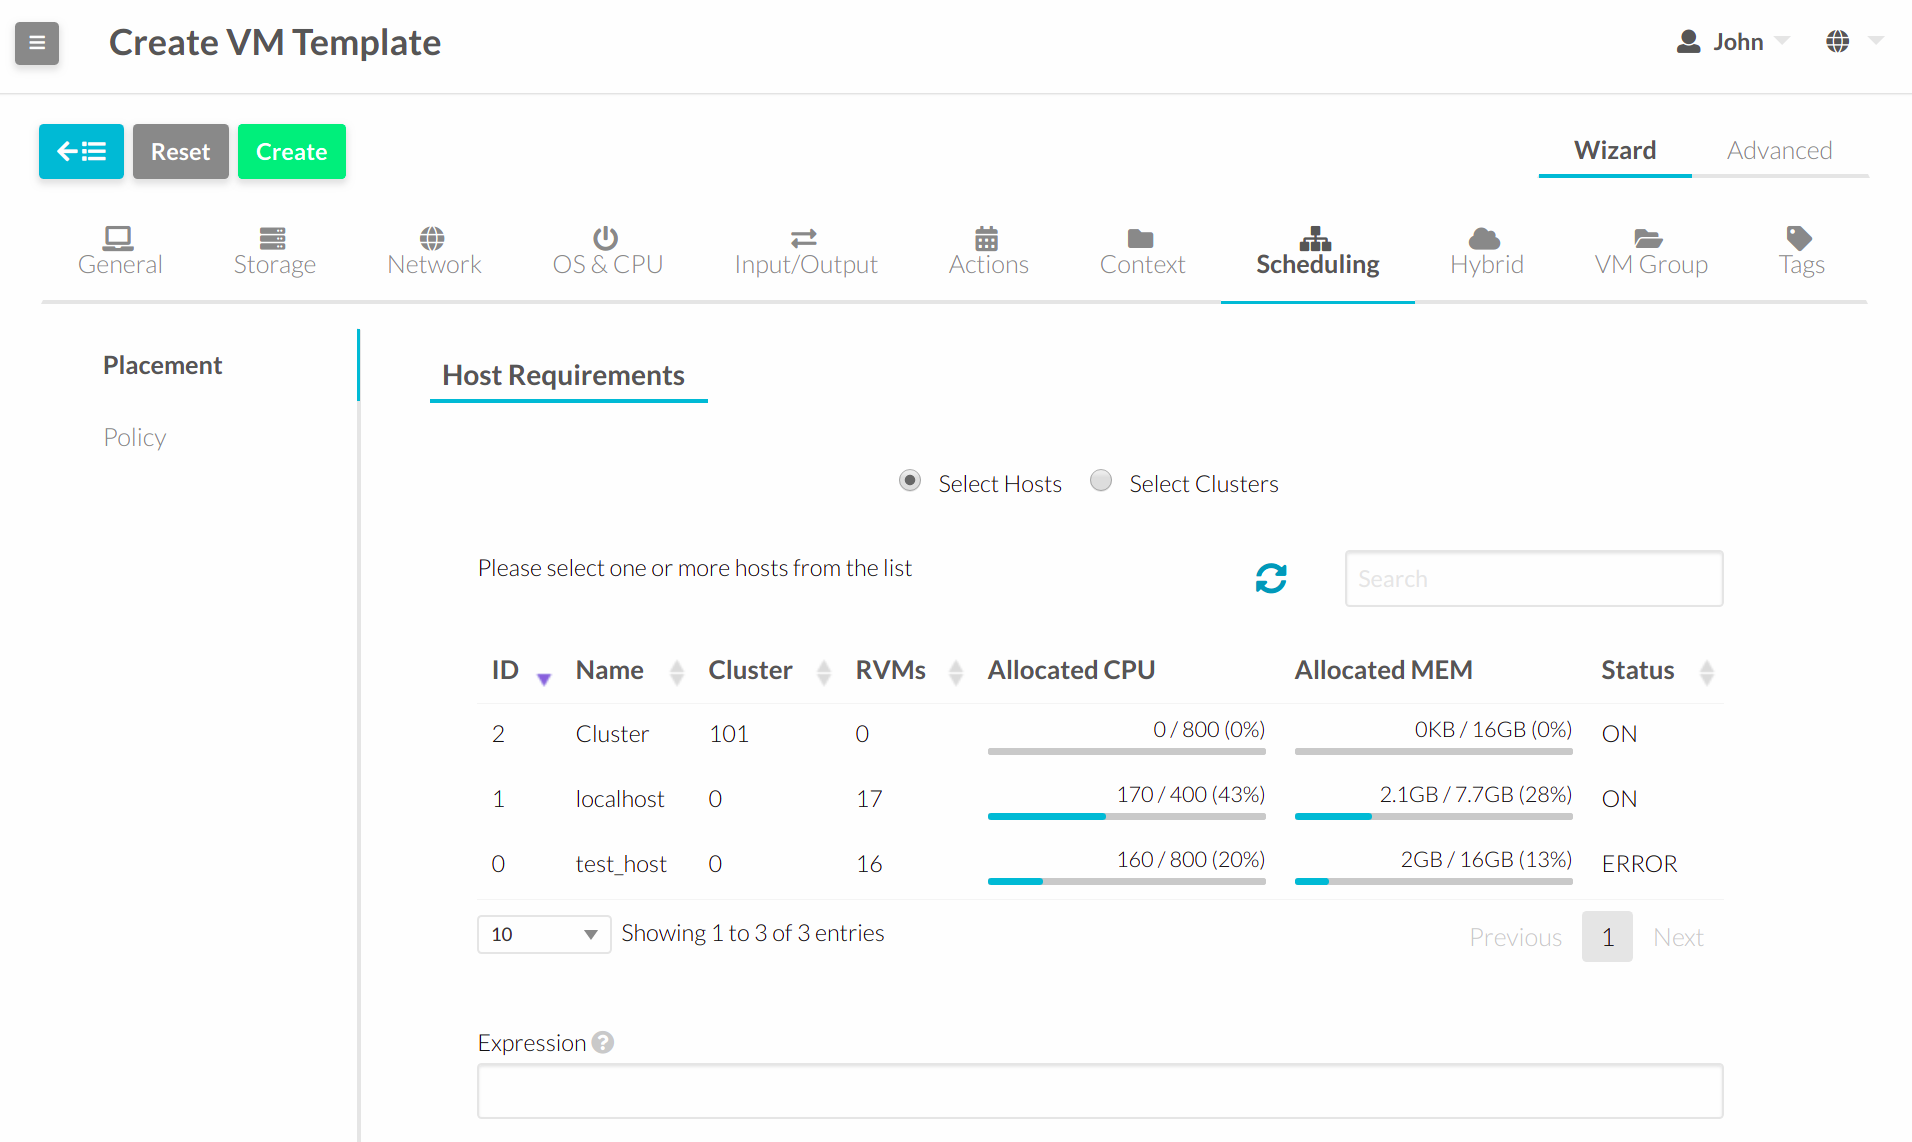 Create VM Template
John
Reset
Create
Wizard
Advanced
General
Storage
Network
OS & CPU
Input/Output
Actions
Context
Scheduling
Hybrid
VM Group
Tags
Placement
Policy
Host Requirements
Select Hosts
Select Clusters
Please select one or more hosts from the list
Search
ID Name Cluster RVMs Allocated CPU Allocated MEM Status
2 Cluster 101 0 0 / 800 (0%) 0KB / 16GB (0%) ON
1 localhost 0 17 170 / 400 (43%) 2.1GB / 7.7GB (28%) ON
0 test_host 0 16 160 / 800 (20%) 2GB / 16GB (13%) ERROR
10 Showing 1 to 3 of 3 entries
Previous 1 Next
Expression ?